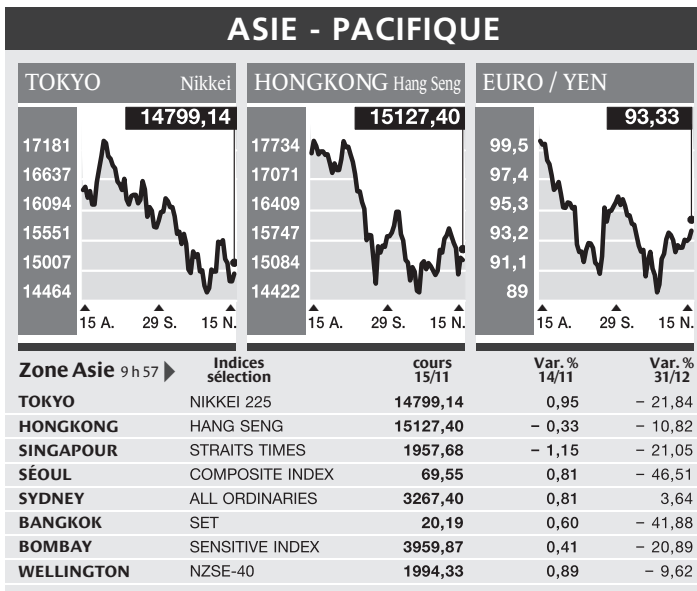 ASIE - PACIFIQUE
TOKYO Nikkei
14799,14
17181
16637
16094
15551
15007
14464
15 A. 29 S. 15 N.
HONGKONG Hang Seng
15127,40
17734
17071
16409
15747
15084
14422
15 A. 29 S. 15 N.
EURO / YEN
93,33
99,5
97,4
95,3
93,2
91,1
89
15 A. 29 S. 15 N.
Zone Asie 9 h 57 Indices sélection cours 15/11 Var. % 14/11 Var. % 31/12
TOKYO NIKKEI 225 14799,14 0,95 – 21,84
HONGKONG HANG SENG 15127,40 – 0,33 – 10,82
SINGAPOUR STRAITS TIMES 1957,68 – 1,15 – 21,05
SÉOUL COMPOSITE INDEX 69,55 0,81 – 46,51
SYDNEY ALL ORDINARIES 3267,40 0,81 3,64
BANGKOK SET 20,19 0,60 – 41,88
BOMBAY SENSITIVE INDEX 3959,87 0,41 – 20,89
WELLINGTON NZSE-40 1994,33 0,89 – 9,62